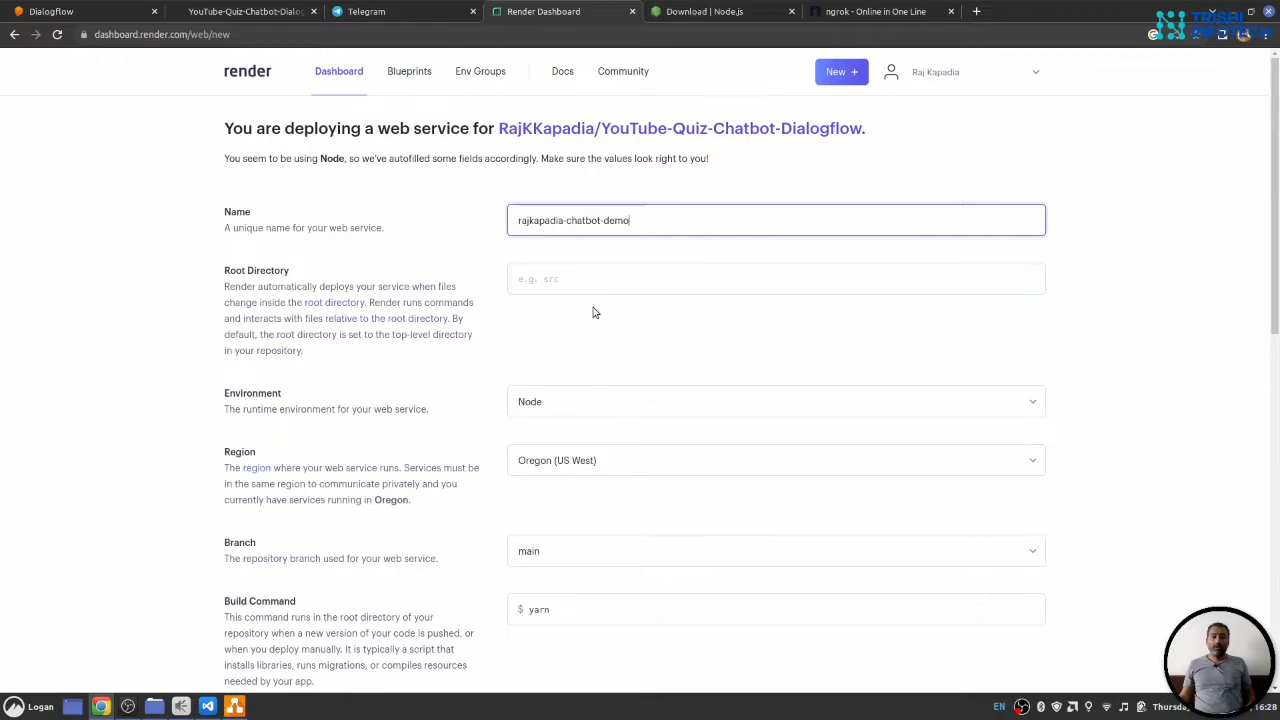 Dialogflow
YouTube-Quiz-Chatbot-Dialog
Telegram
Render Dashboard
Download | Node.js
ngrok - Online in One Line
dashboard.render.com/web/new
TRISHI
INFOTECH
render
Dashboard
Blueprints
Env Groups
Docs
Community
New +
Raj Kapadia
You are deploying a web service for RajKKapadia/YouTube-Quiz-Chatbot-Dialogflow.
You seem to be using Node, so we've autofilled some fields accordingly. Make sure the values look right to you!
Name
A unique name for your web service.
rajkapadia-chatbot-demo
Root Directory
Render automatically deploys your service when files
change inside the root directory. Render runs commands
and interacts with files relative to the root directory. By
default, the root directory is set to the top-level directory
in your repository.
e.g. src
Environment
The runtime environment for your web service.
Node
Region
The region where your web service runs. Services must be
in the same region to communicate privately and you
currently have services running in Oregon.
Oregon (US West)
Branch
The repository branch used for your web service.
main
Build Command
This command runs in the root directory of your
repository when a new version of your code is pushed, or
when you deploy manually. It is typically a script that
installs libraries, runs migrations, or compiles resources
needed by your app.
$ yarn
Logan
EN
Thursday,
16:28